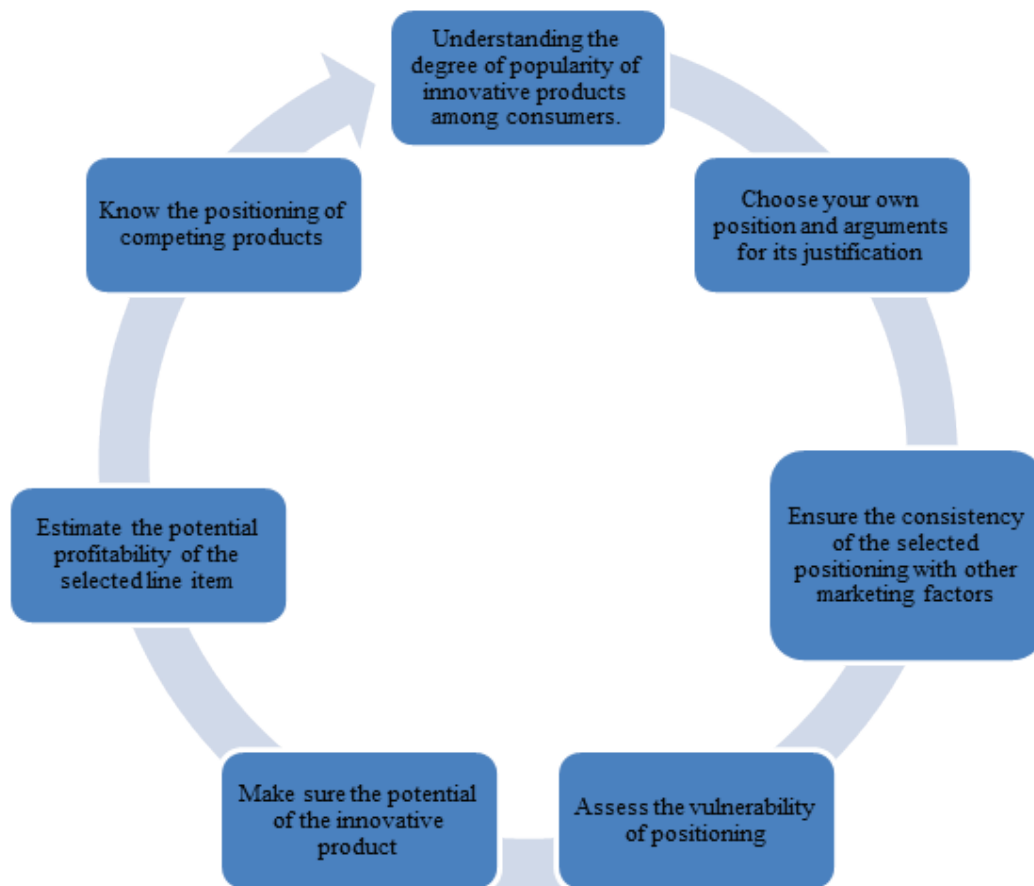 Understanding the
degree of popularity of
innovative products
among consumers.
Choose your own
position and arguments
for its justification
Ensure the consistency
of the selected
positioning with other
marketing factors
Assess the vulnerability
of positioning
Make sure the potential
of the innovative
product
Estimate the potential
profitability of the
selected line item
Know the positioning of
competing products